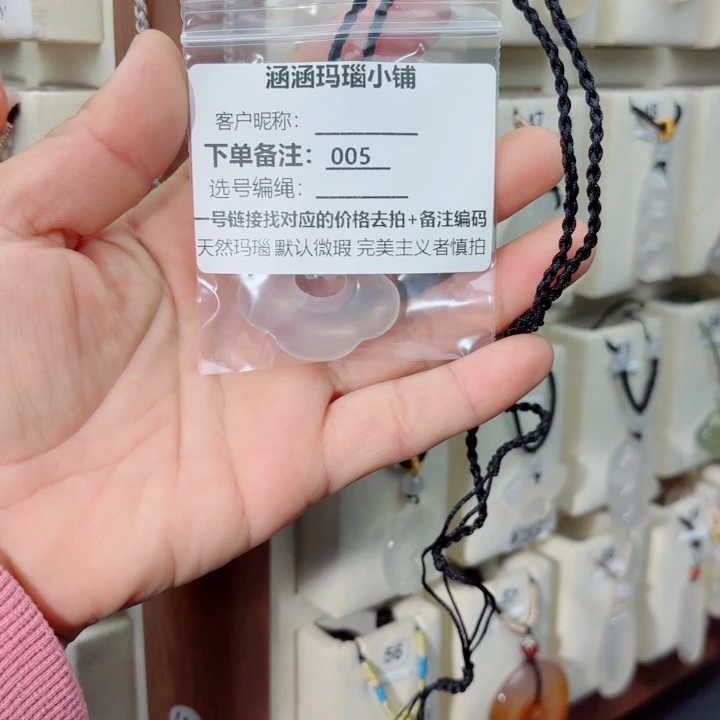 涵涵玛瑙小铺
客户昵称：
下单备注：005
选号编绳：
一号链接找对应的价格去拍+备注编码
天然玛瑙 默认微瑕 完美主义者慎拍
56